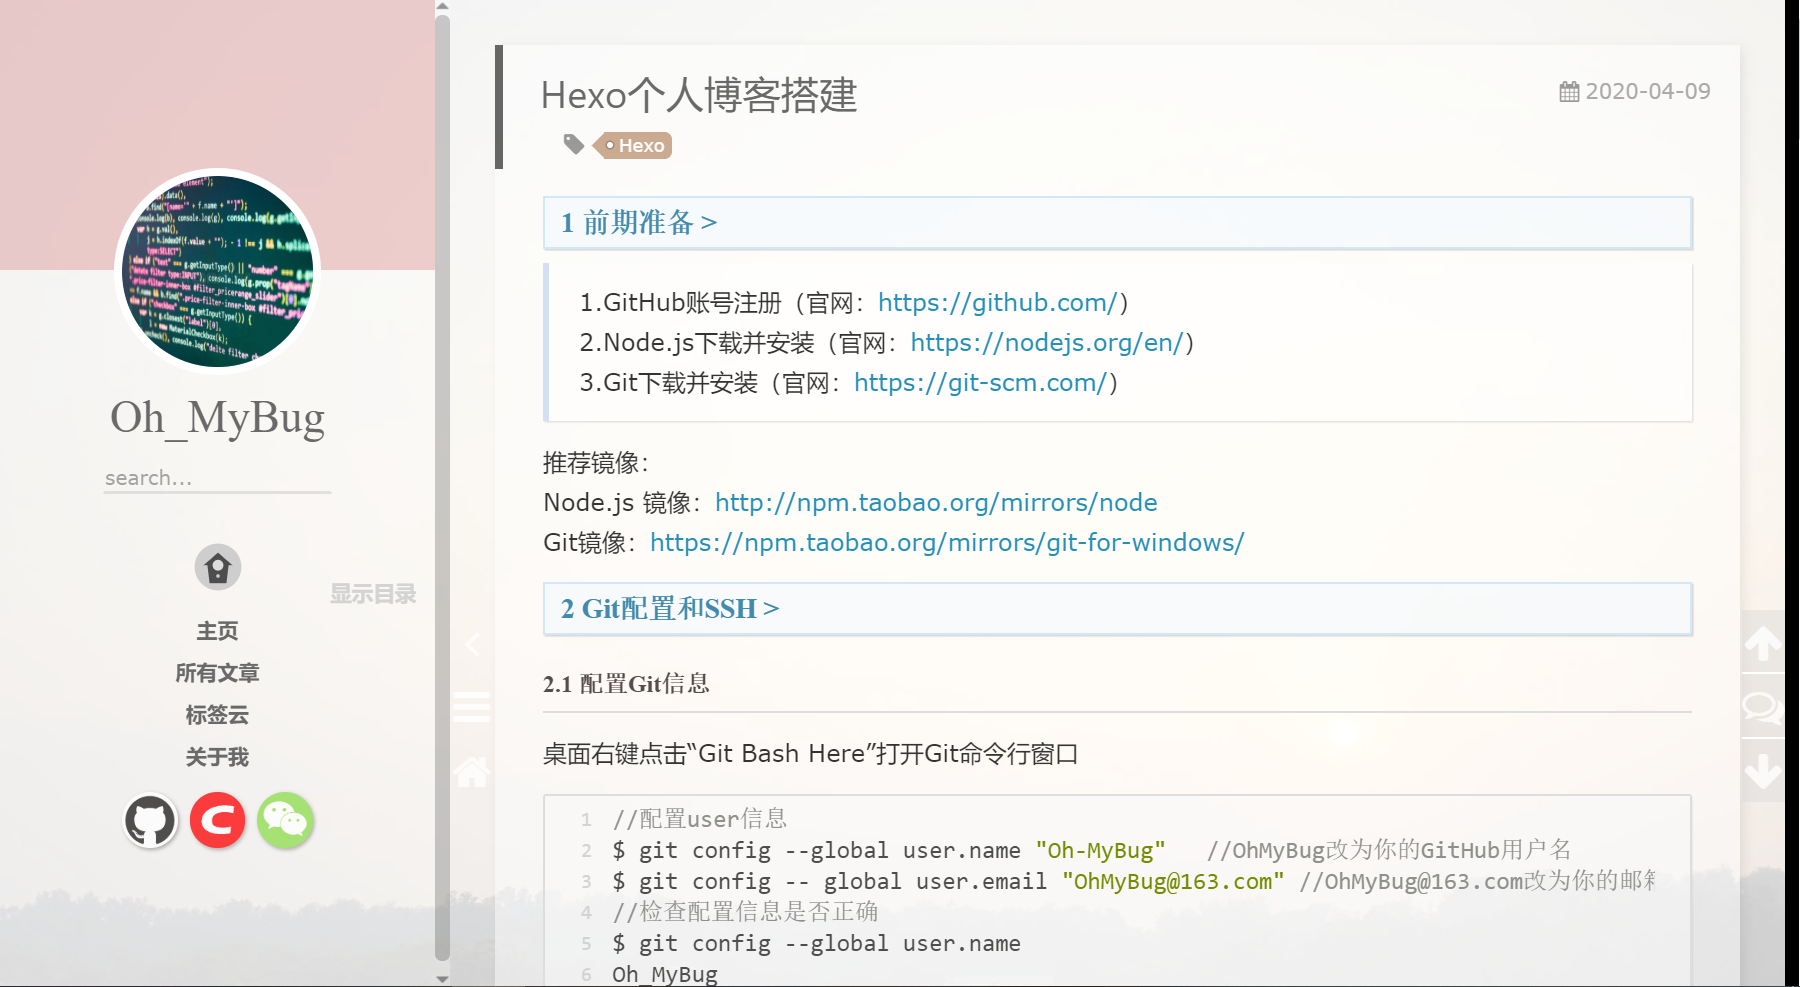 Oh_MyBug
search...
显示目录
主页
所有文章
标签云
关于我
Hexo个人博客搭建
2020-04-09
Hexo
1 前期准备 >
1.GitHub账号注册（官网：https://github.com/）
2.Node.js下载并安装（官网：https://nodejs.org/en/）
3.Git下载并安装（官网：https://git-scm.com/）
推荐镜像：
Node.js 镜像：http://npm.taobao.org/mirrors/node
Git镜像：https://npm.taobao.org/mirrors/git-for-windows/
2 Git配置和SSH >
2.1 配置Git信息
桌面右键点击“Git Bash Here”打开Git命令行窗口
1 //配置user信息
2 $ git config --global user.name "Oh-MyBug"   //OhMyBug改为你的GitHub用户名
3 $ git config -- global user.email "OhMyBug@163.com" //OhMyBug@163.com改为你的邮箱
4 //检查配置信息是否正确
5 $ git config --global user.name
6 Oh_MyBug